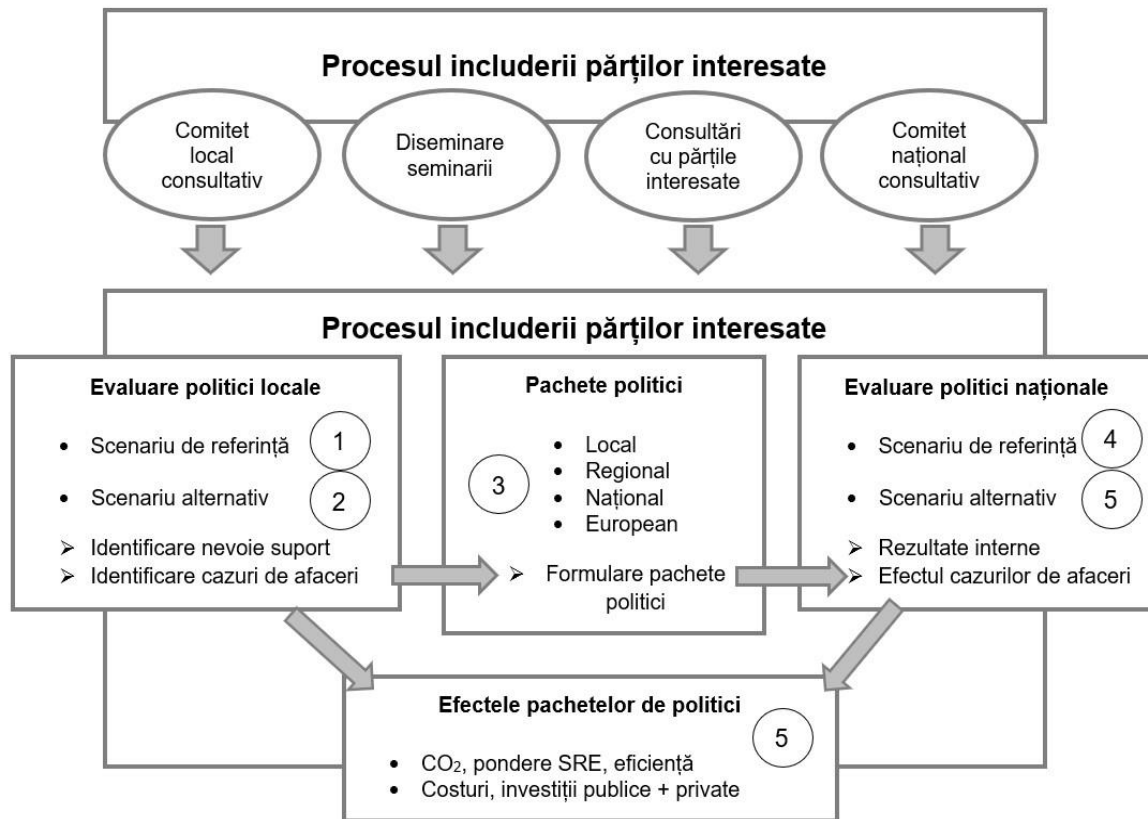 Procesul includerii părților interesate
Comitet
local
consultativ
Diseminare
seminarii
Consultări
cu părțile
interesate
Comitet
național
consultativ
Procesul includerii părților interesate
Evaluare politici locale
• Scenariu de referință 1
• Scenariu alternativ 2
➢ Identificare nevoie suport
➢ Identificare cazuri de afaceri
Pachete politici
3
• Local
• Regional
• Național
• European
➢ Formulare pachete
politici
Evaluare politici naționale
• Scenariu de referință 4
• Scenariu alternativ 5
➢ Rezultate interne
➢ Efectul cazurilor de afaceri
Efectele pachetelor de politici
5
• CO₂, pondere SRE, eficiență
• Costuri, investiții publice + private